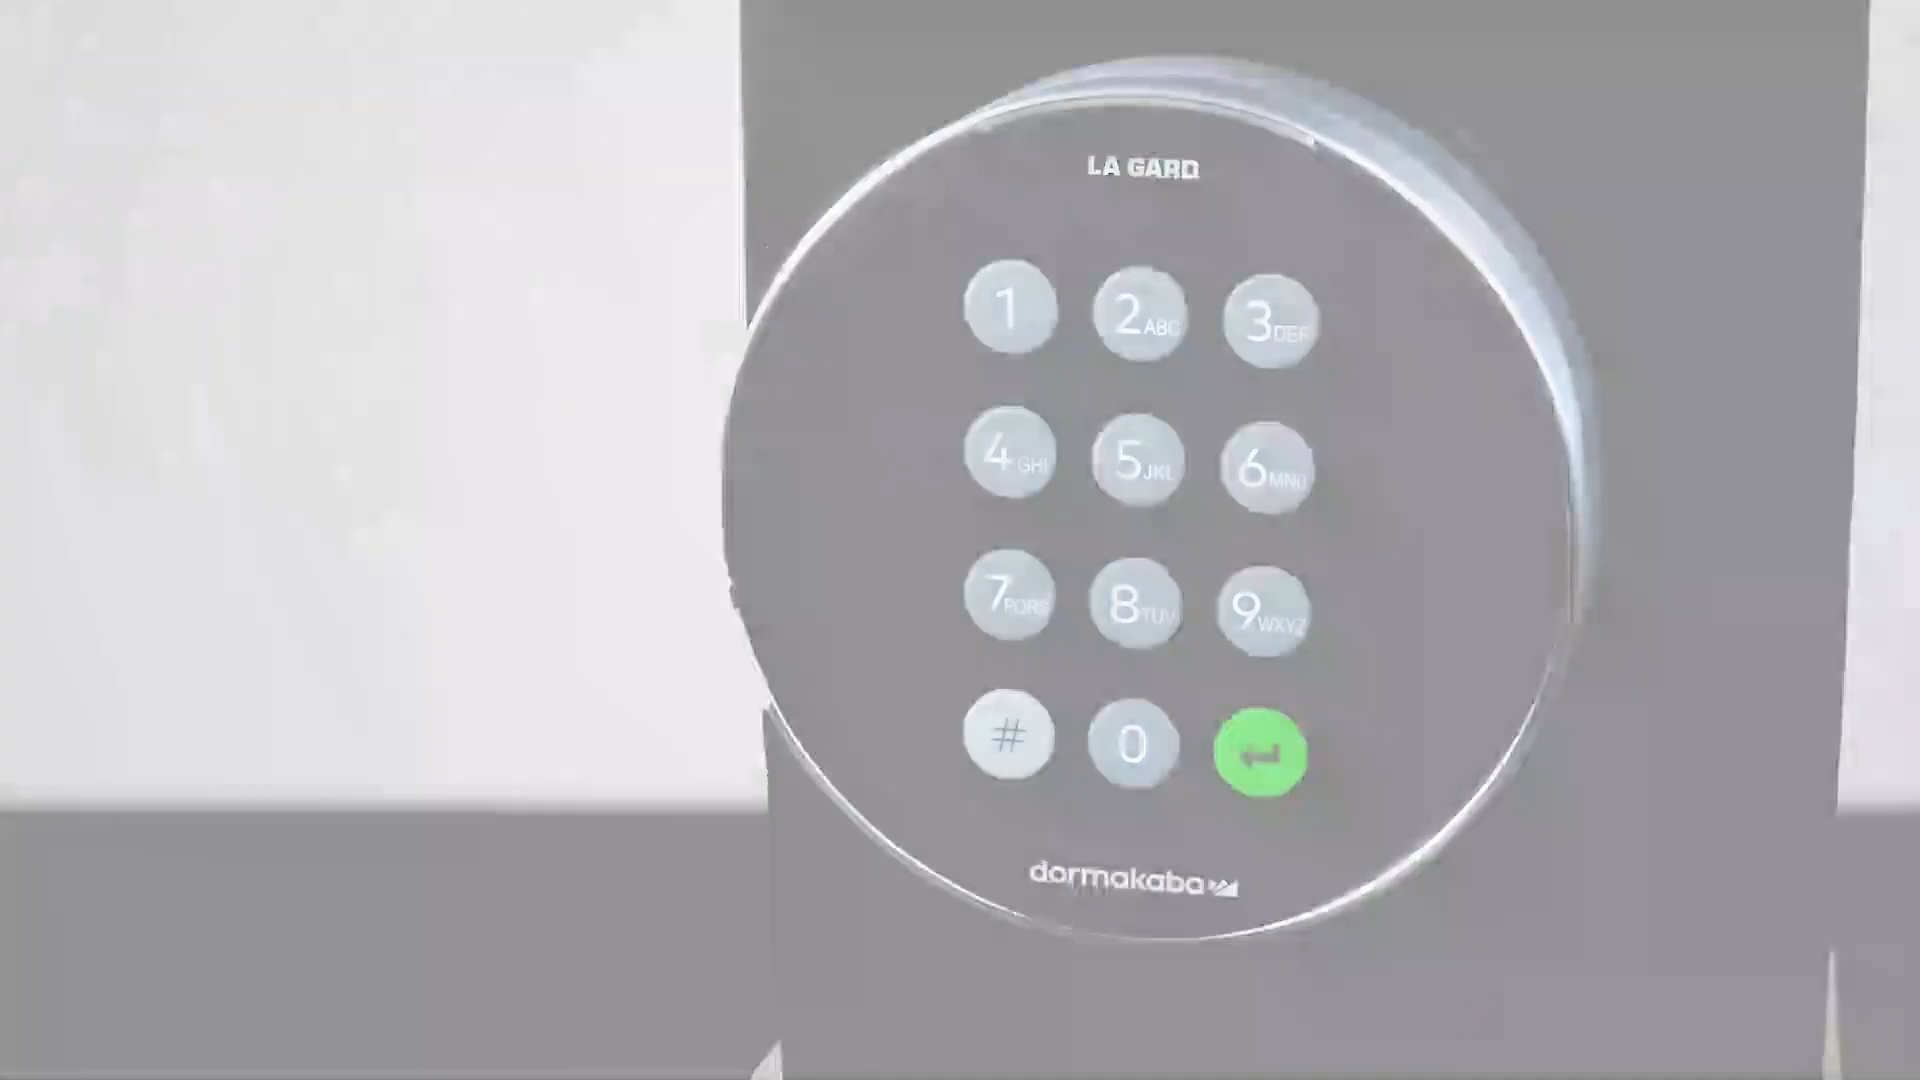 LA GARD
1 2ABC 3DEF
4GHI 5JKL 6MNO
7PQRS 8TUV 9WXYZ
# 0
dormakaba